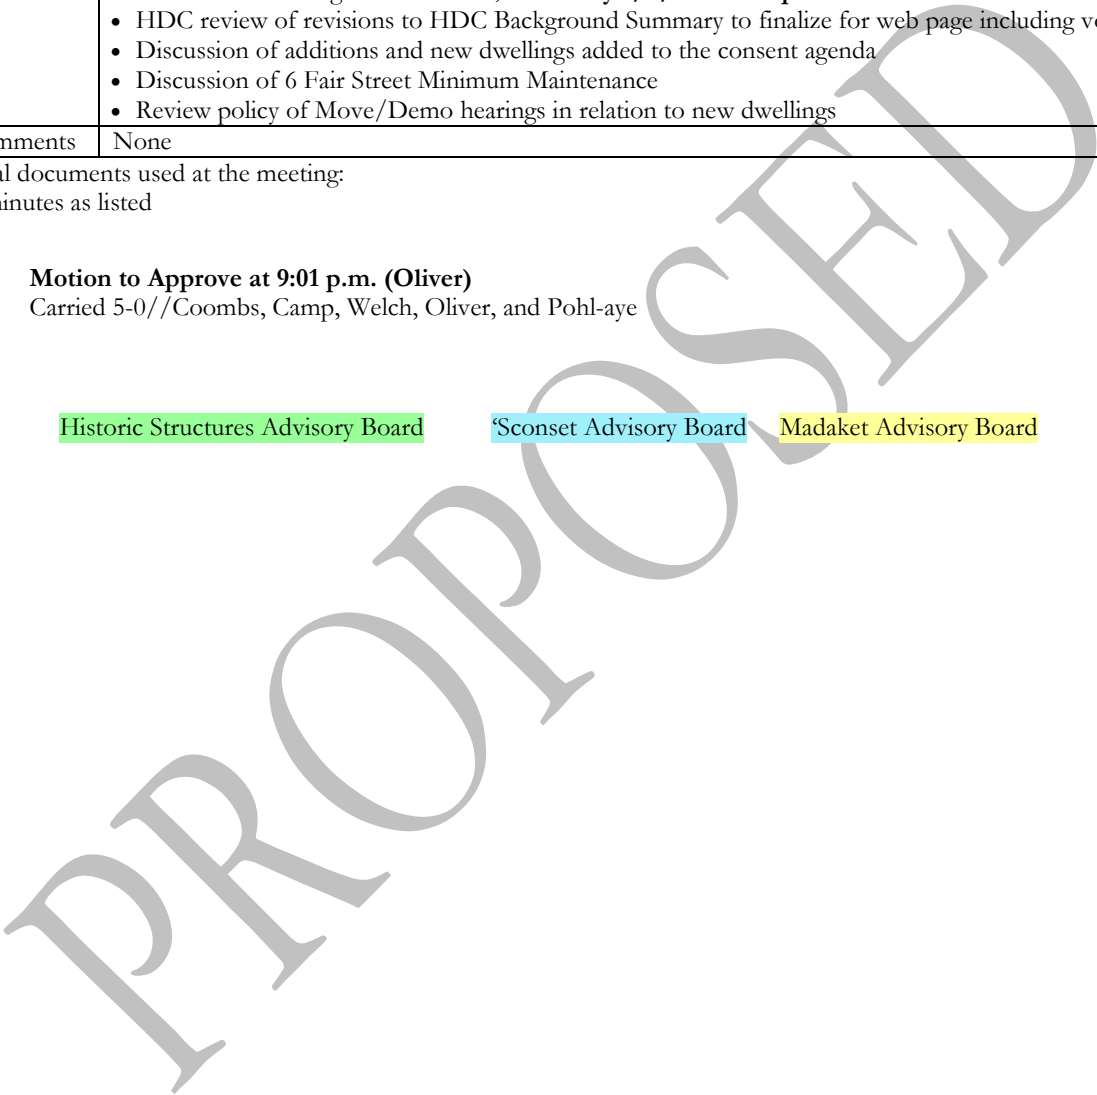 • HDC review of revisions to HDC Background Summary to finalize for web page including
• Discussion of additions and new dwellings added to the consent agenda
• Discussion of 6 Fair Street Minimum Maintenance
• Review policy of Move/Demo hearings in relation to new dwellings
mments None
al documents used at the meeting:
minutes as listed
Motion to Approve at 9:01 p.m. (Oliver)
Carried 5-0//Coombs, Camp, Welch, Oliver, and Pohl-aye
Historic Structures Advisory Board ‘Sconset Advisory Board Madaket Advisory Board
PROPOSED